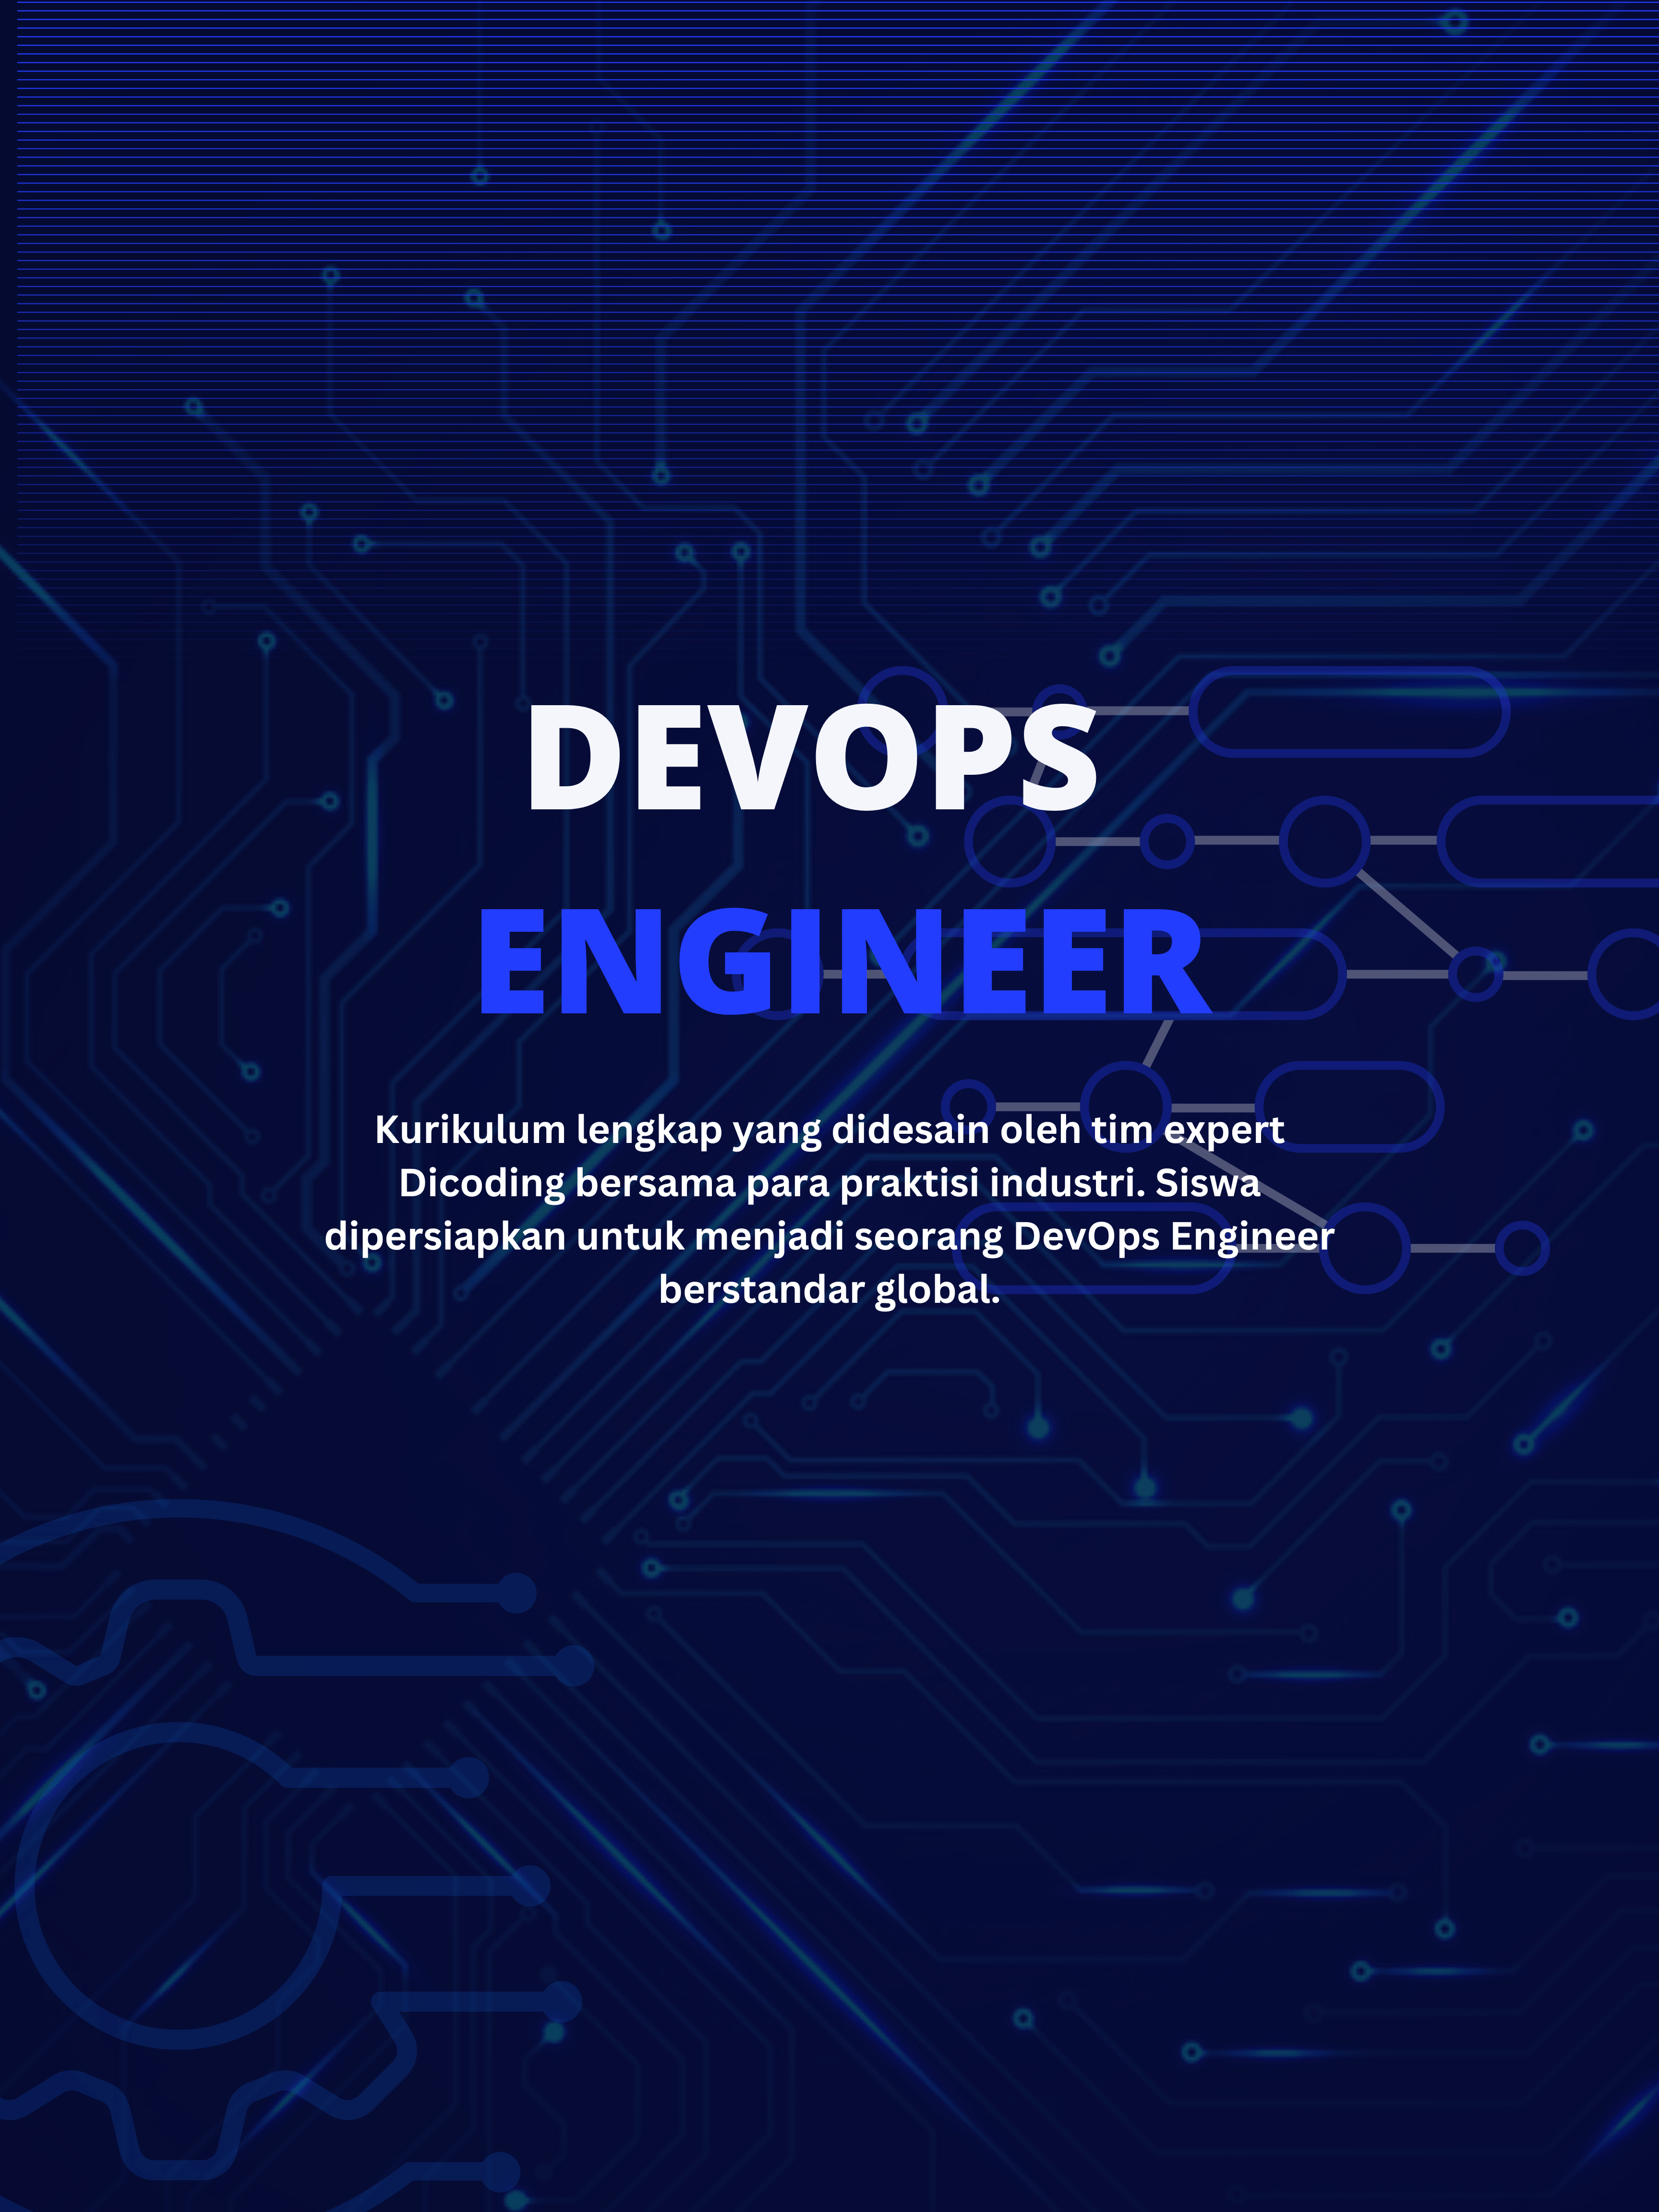 DEVOPS
ENGINEER
Kurikulum lengkap yang didesain oleh tim expert
Dicoding bersama para praktisi industri. Siswa
dipersiapkan untuk menjadi seorang DevOps Engineer
berstandar global.